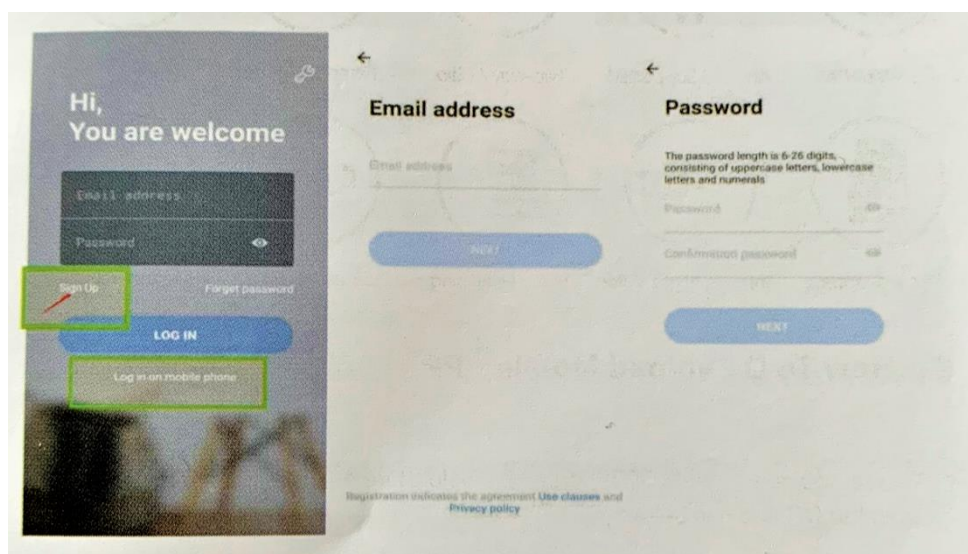 Hi,
You are welcome
Email address
Password
Sign Up
Forget password
LOG IN
Log in on mobile phone
Email address
Email address
NEXT
Registration indicates the agreement Use clauses and
Privacy policy
Password
The password length is 6-26 digits,
consisting of uppercase letters, lowercase
letters and numerals
Password
Confirmation password
NEXT